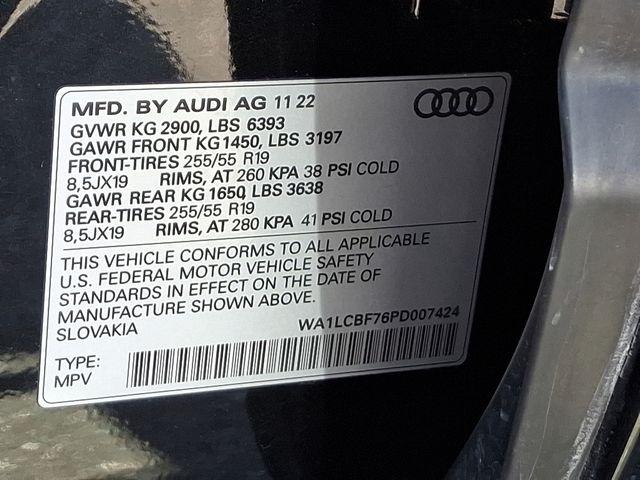 MFD. BY AUDI AG 11 22
GVWR KG 2900, LBS 6393
GAWR FRONT KG 1450, LBS 3197
FRONT-TIRES 255/55 R19
8,5JX19 RIMS, AT 260 KPA 38 PSI COLD
GAWR REAR KG 1650, LBS 3638
REAR-TIRES 255/55 R19
8,5JX19 RIMS, AT 280 KPA 41 PSI COLD
THIS VEHICLE CONFORMS TO ALL APPLICABLE
U.S. FEDERAL MOTOR VEHICLE SAFETY
STANDARDS IN EFFECT ON THE DATE OF
MANUFACTURE SHOWN ABOVE.
SLOVAKIA WA1LCBF76PD007424
TYPE:
MPV